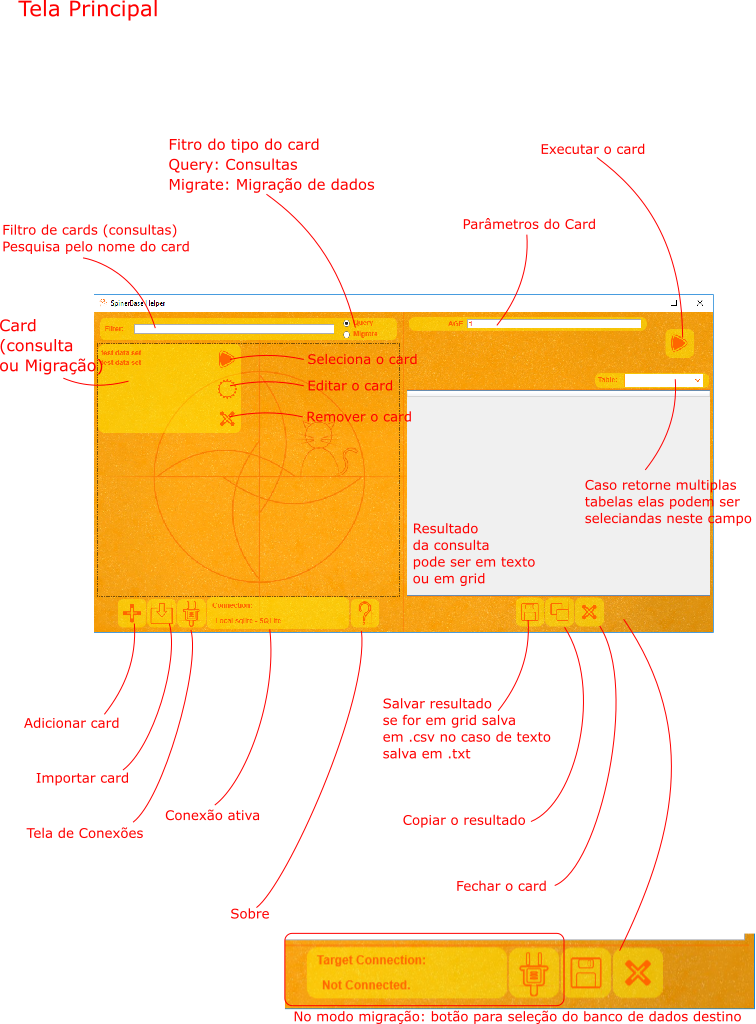 Tela Principal
Fitro do tipo do card
Query: Consultas
Migrate: Migração de dados
Executar o card
Parâmetros do Card
Filtro de cards (consultas)
Pesquisa pelo nome do card
SpinerBase Helper
Card
(consulta
ou Migração)
Filter:
Query
Migrate
AGE
1
test data sell
test data sell
Seleciona o card
Editar o card
Remover o card
Table:
Caso retorne multiplas
tabelas elas podem ser
seleciandas neste campo
Resultado
da consulta
pode ser em texto
ou em grid
Connection:
Local sqlite - SQLite
Salvar resultado
se for em grid salva
em .csv no caso de texto
salva em .txt
Adicionar card
Importar card
Tela de Conexões
Conexão ativa
Copiar o resultado
Fechar o card
Sobre
Target Connection:
Not Connected.
No modo migração: botão para seleção do banco de dados destino